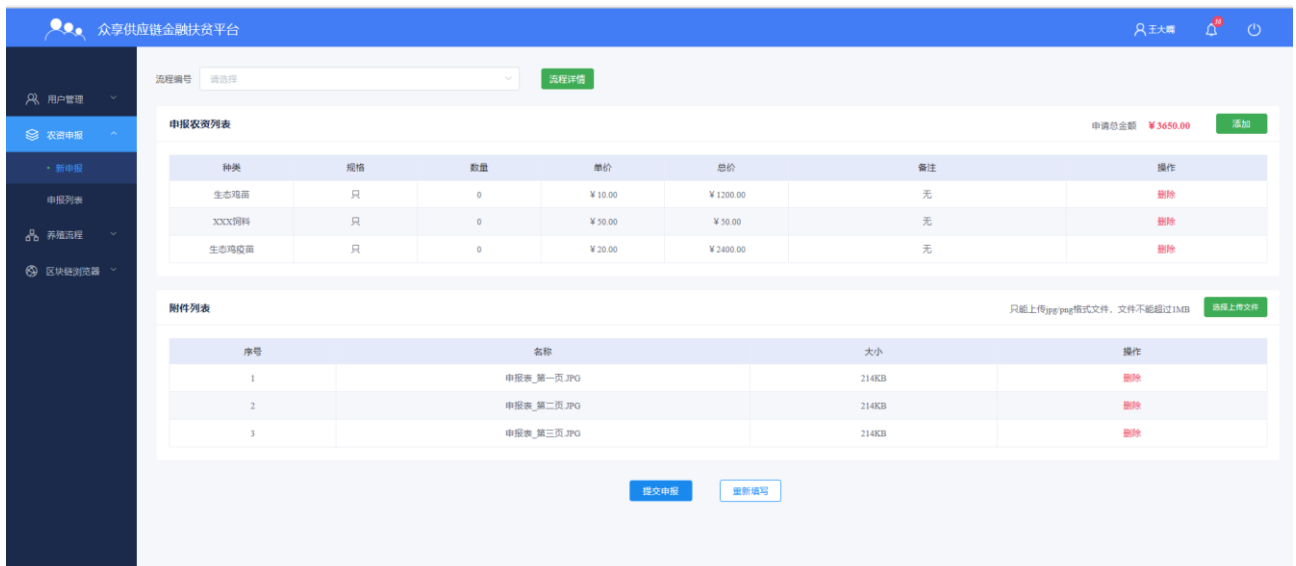 众享供应链金融扶贫平台 王大嘴 10
流程编号 请选择 流程详情
用户管理
农资申报
新申报
申报列表
养殖流程
区块链浏览器
申报农资列表 申请总金额 ¥3650.00 添加
种类 规格 数量 单价 总价 备注 操作
生态鸡苗 只 0 ¥10.00 ¥1200.00 无 删除
XXX饲料 只 0 ¥50.00 ¥50.00 无 删除
生态鸡疫苗 只 0 ¥20.00 ¥2400.00 无 删除
附件列表 只能上传jpg/png格式文件，文件不能超过1MB 选择上传文件
序号 名称 大小 操作
1 申报表_第一页.JPG 214KB 删除
2 申报表_第二页.JPG 214KB 删除
3 申报表_第三页.JPG 214KB 删除
提交申报 重新填写